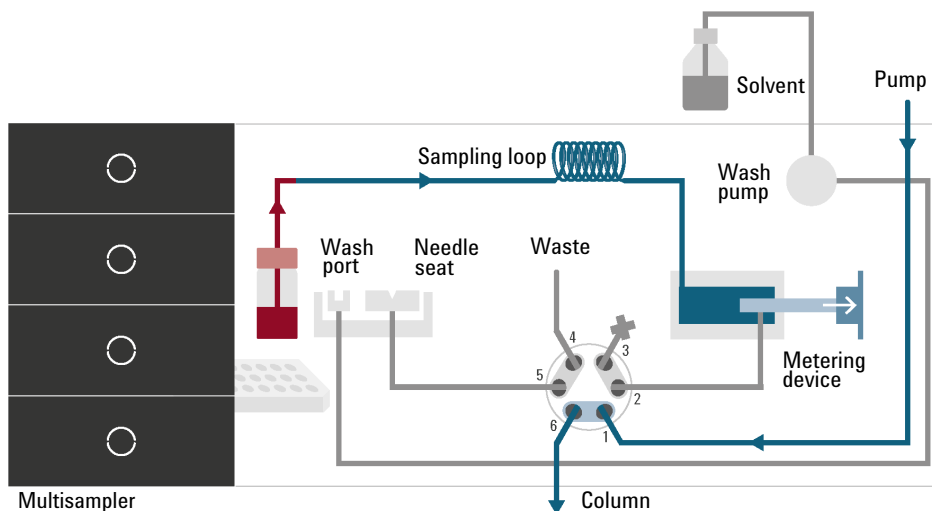 Solvent
Pump
Sampling loop
Wash
pump
Wash
port
Needle
seat
Waste
4
3
5
2
6
1
Metering
device
Multisampler
Column